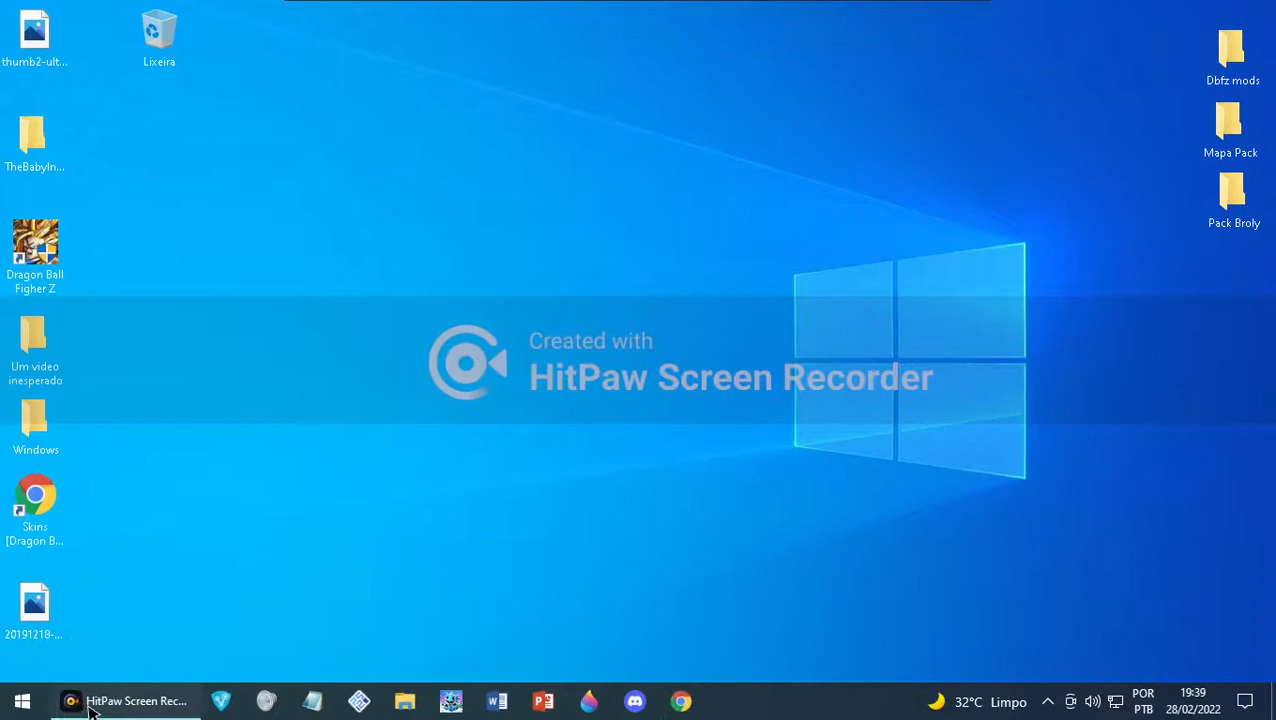 thumb2-ult...
Lixeira
TheBabyIn...
Dragon Ball
Figher Z
Um video
inesperado
Windows
Skins
[Dragon B...
20191218-...
Dbfz mods
Mapa Pack
Pack Broly
Created with
HitPaw Screen Recorder
HitPaw Screen Rec...
32°C Limpo
POR
PTB
19:39
28/02/2022